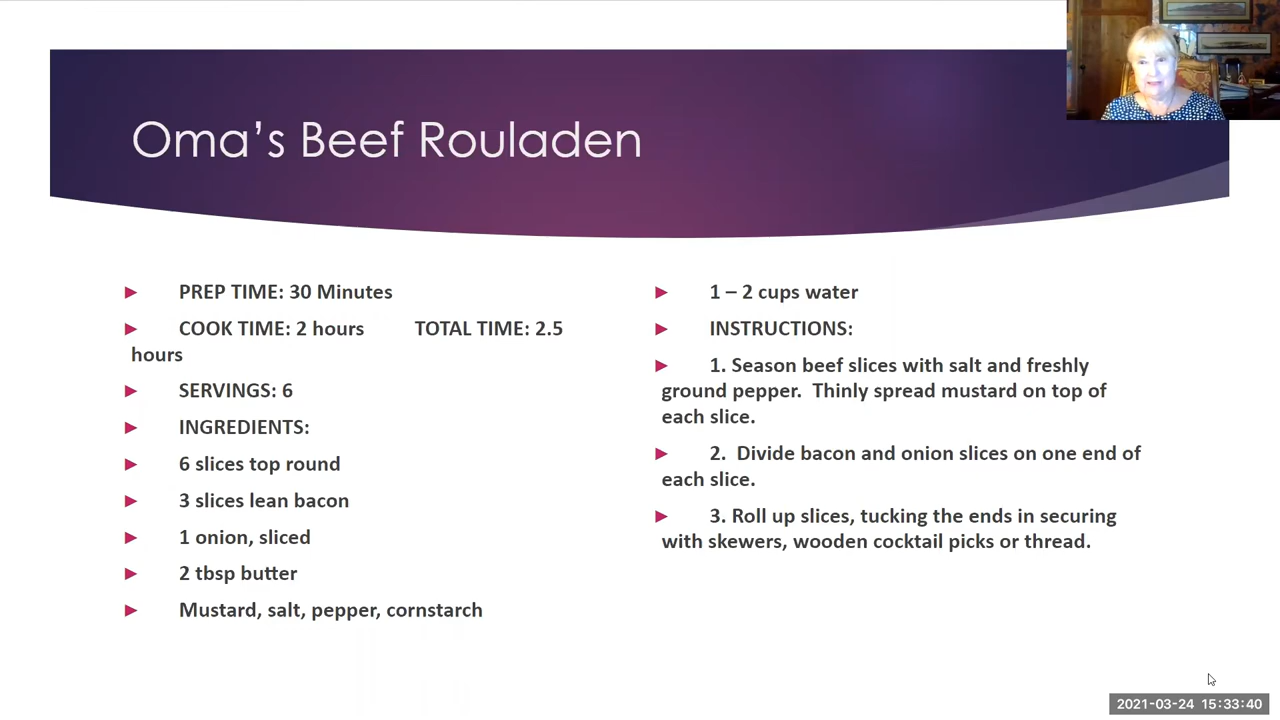 Oma's Beef Rouladen
PREP TIME: 30 Minutes
COOK TIME: 2 hours TOTAL TIME: 2.5
hours
SERVINGS: 6
INGREDIENTS:
6 slices top round
3 slices lean bacon
1 onion, sliced
2 tbsp butter
Mustard, salt, pepper, cornstarch
1 – 2 cups water
INSTRUCTIONS:
1. Season beef slices with salt and freshly
ground pepper. Thinly spread mustard on top of
each slice.
2. Divide bacon and onion slices on one end of
each slice.
3. Roll up slices, tucking the ends in securing
with skewers, wooden cocktail picks or thread.
2021-03-24 15:33:40